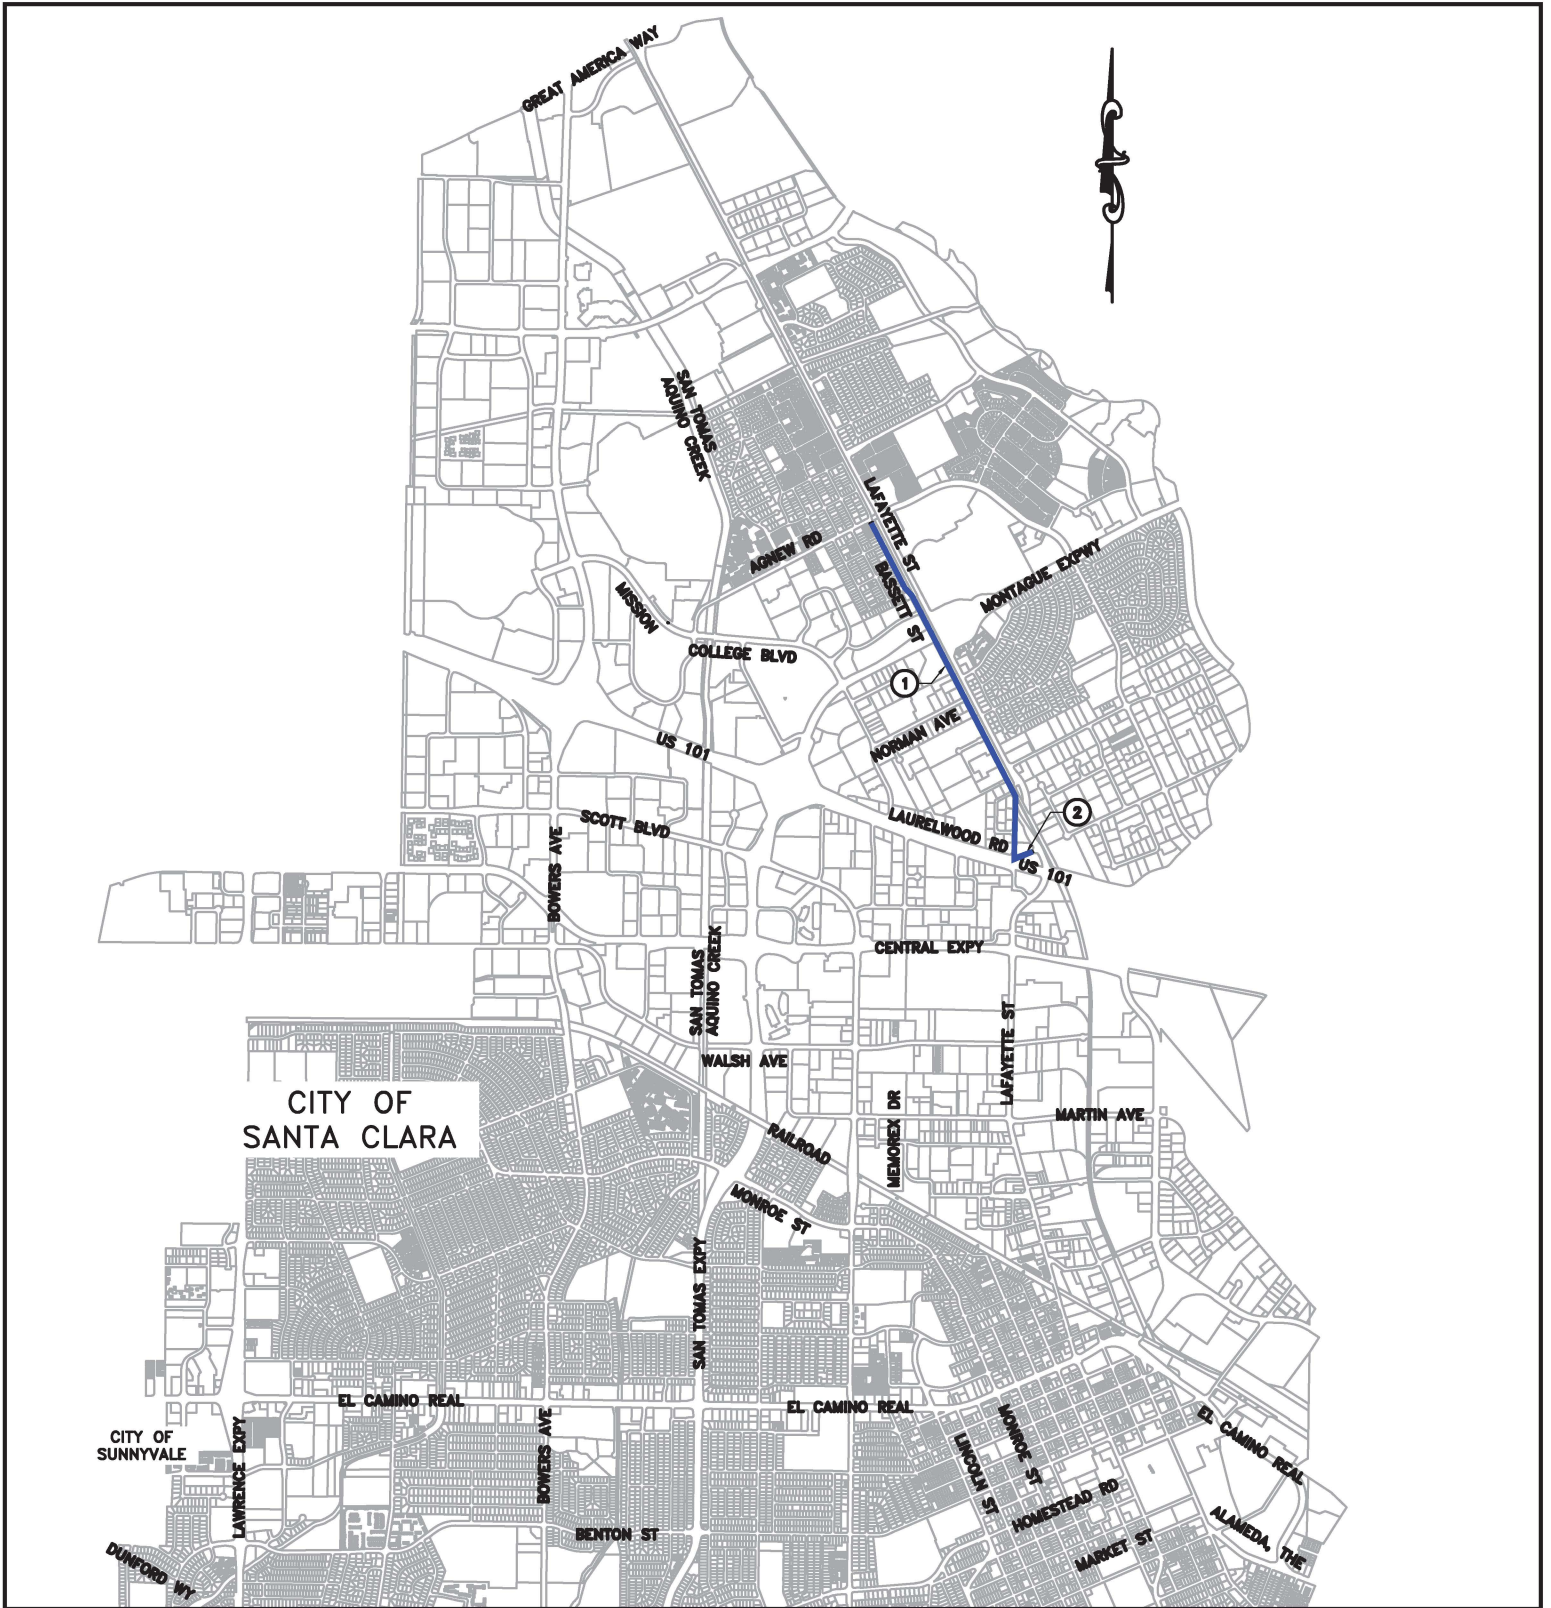 GREAT AMERICA WAY
SAN TOMAS
AQUINO CREEK
LAFAYETTE ST
AGNEW RD
BASSETT ST
MONTAGUE EXPWY
MISSION
COLLEGE BLVD
1
NORMAN AVE
US 101
2
LAURELWOOD RD
SCOTT BLVD
US 101
BOWERS AVE
CENTRAL EXPY
SAN TOMAS
AQUINO CREEK
LAFAYETTE ST
WALSH AVE
CITY OF
SANTA CLARA
MEMOREX DR
MARTIN AVE
RAILROAD
MONROE ST
SAN TOMAS EXPY
EL CAMINO REAL
EL CAMINO REAL
CITY OF
SUNNYVALE
LAWRENCE EXPY
BOWERS AVE
LINCOLN ST
MONROE ST
EL CAMINO REAL
HOMESTEAD RD
BENTON ST
MARKET ST
ALAMEDA, THE
DUNFORD WY